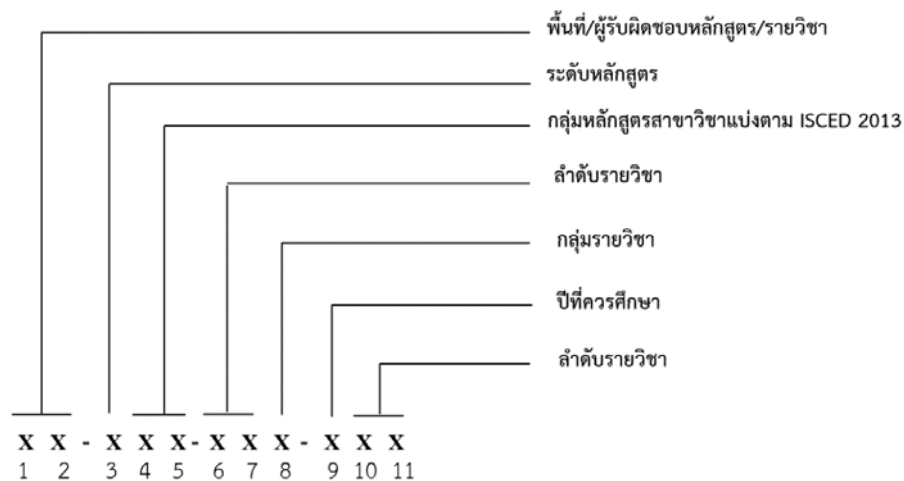 พื้นที่/ผู้รับผิดชอบหลักสูตร/รายวิชา
ระดับหลักสูตร
กลุ่มหลักสูตรสาขาวิชาแบ่งตาม ISCED 2013
ลำดับรายวิชา
กลุ่มรายวิชา
ปีที่ควรศึกษา
ลำดับรายวิชา
X X - X X X - X X X - X X X
1 2 3 4 5 6 7 8 9 10 11